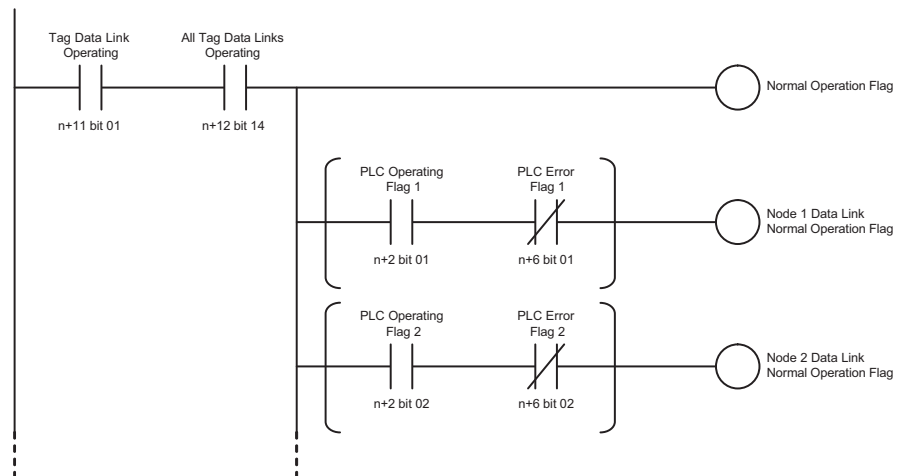 Tag Data Link
Operating
All Tag Data Links
Operating
Normal Operation Flag
n+11 bit 01
n+12 bit 14
PLC Operating
Flag 1
PLC Error
Flag 1
Node 1 Data Link
Normal Operation Flag
n+2 bit 01
n+6 bit 01
PLC Operating
Flag 2
PLC Error
Flag 2
Node 2 Data Link
Normal Operation Flag
n+2 bit 02
n+6 bit 02